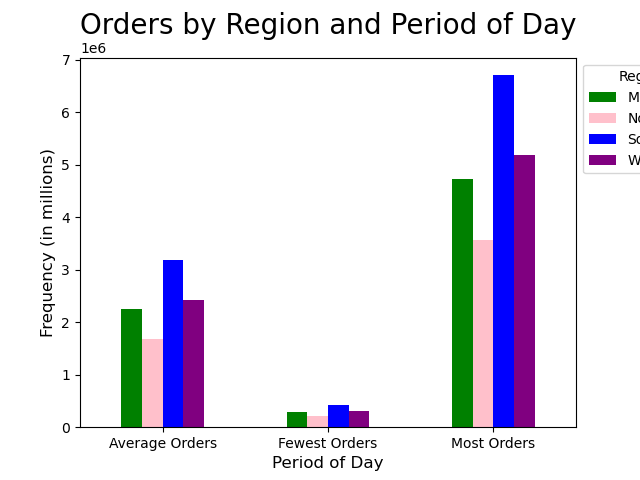 Orders by Region and Period of Day
1e6
7
6
5
4
3
2
1
0
Frequency (in millions)
Average Orders
Fewest Orders
Most Orders
Period of Day
Reg
M
No
So
W